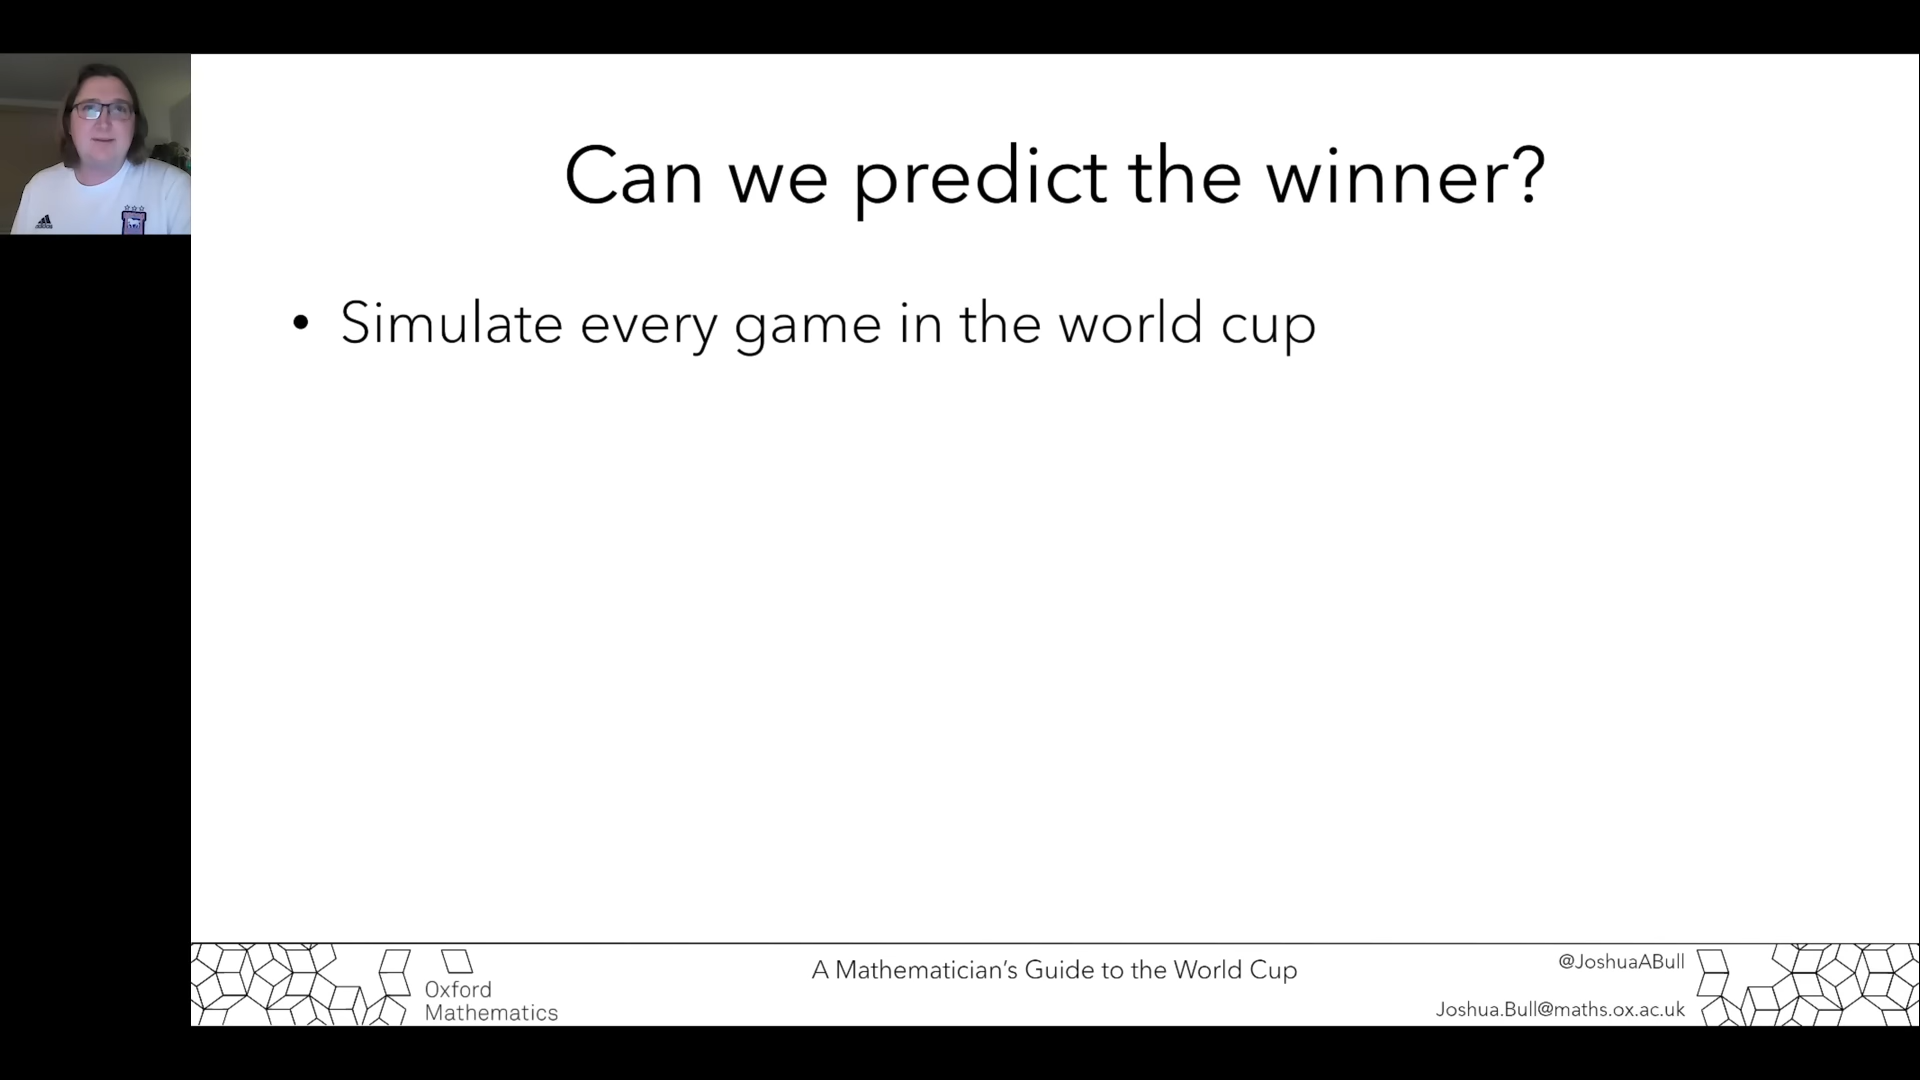 Can we predict the winner?
• Simulate every game in the world cup
Oxford
Mathematics
A Mathematician's Guide to the World Cup
@JoshuaABull
Joshua.Bull@maths.ox.ac.uk
adidas